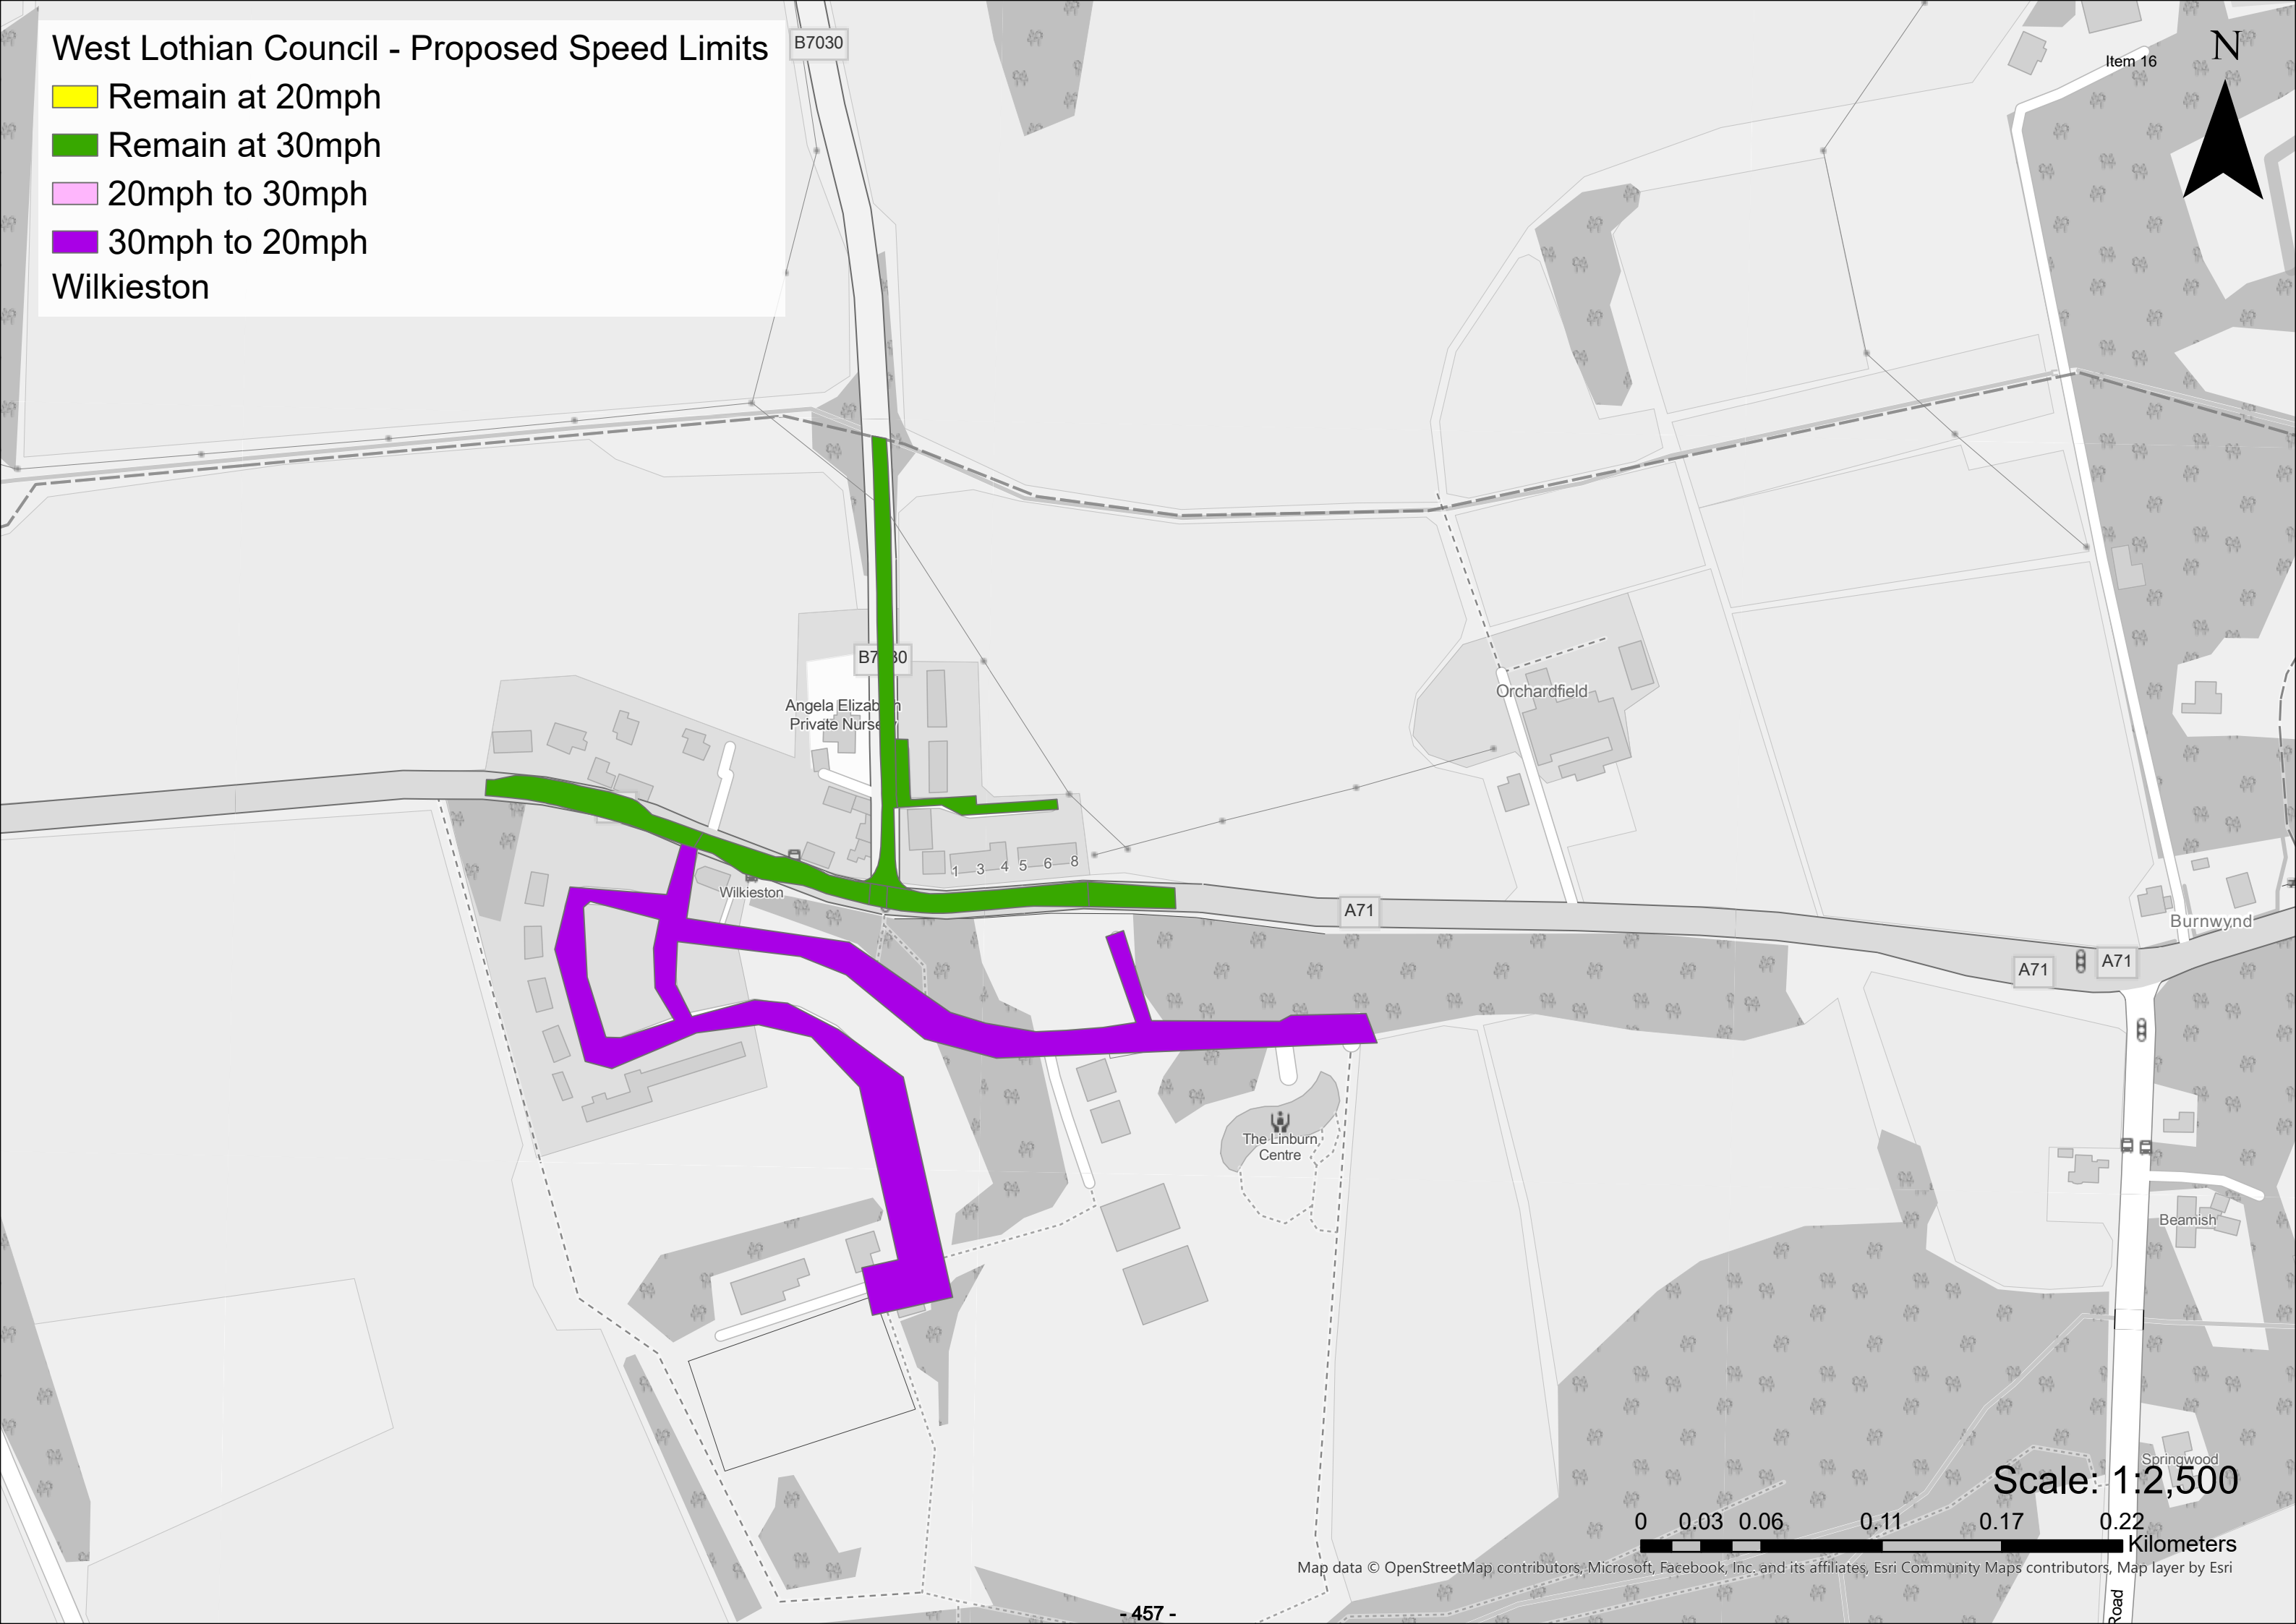 West Lothian Council - Proposed Speed Limits
Remain at 20mph
Remain at 30mph
20mph to 30mph
30mph to 20mph
Wilkieston
B7030
Item 16
N
Angela Elizab
Private Nurse
Orchardfield
1 3 4 5 6 8
Wilkieston
A71
Burnwynd
A71
A71
The Linburn
Centre
Beamish
Springwood
Scale: 1:2,500
0 0.03 0.06 0.11 0.17 0.22
Kilometers
Map data © OpenStreetMap contributors, Microsoft, Facebook, Inc. and its affiliates, Esri Community Maps contributors, Map layer by Esri
Road
- 457 -